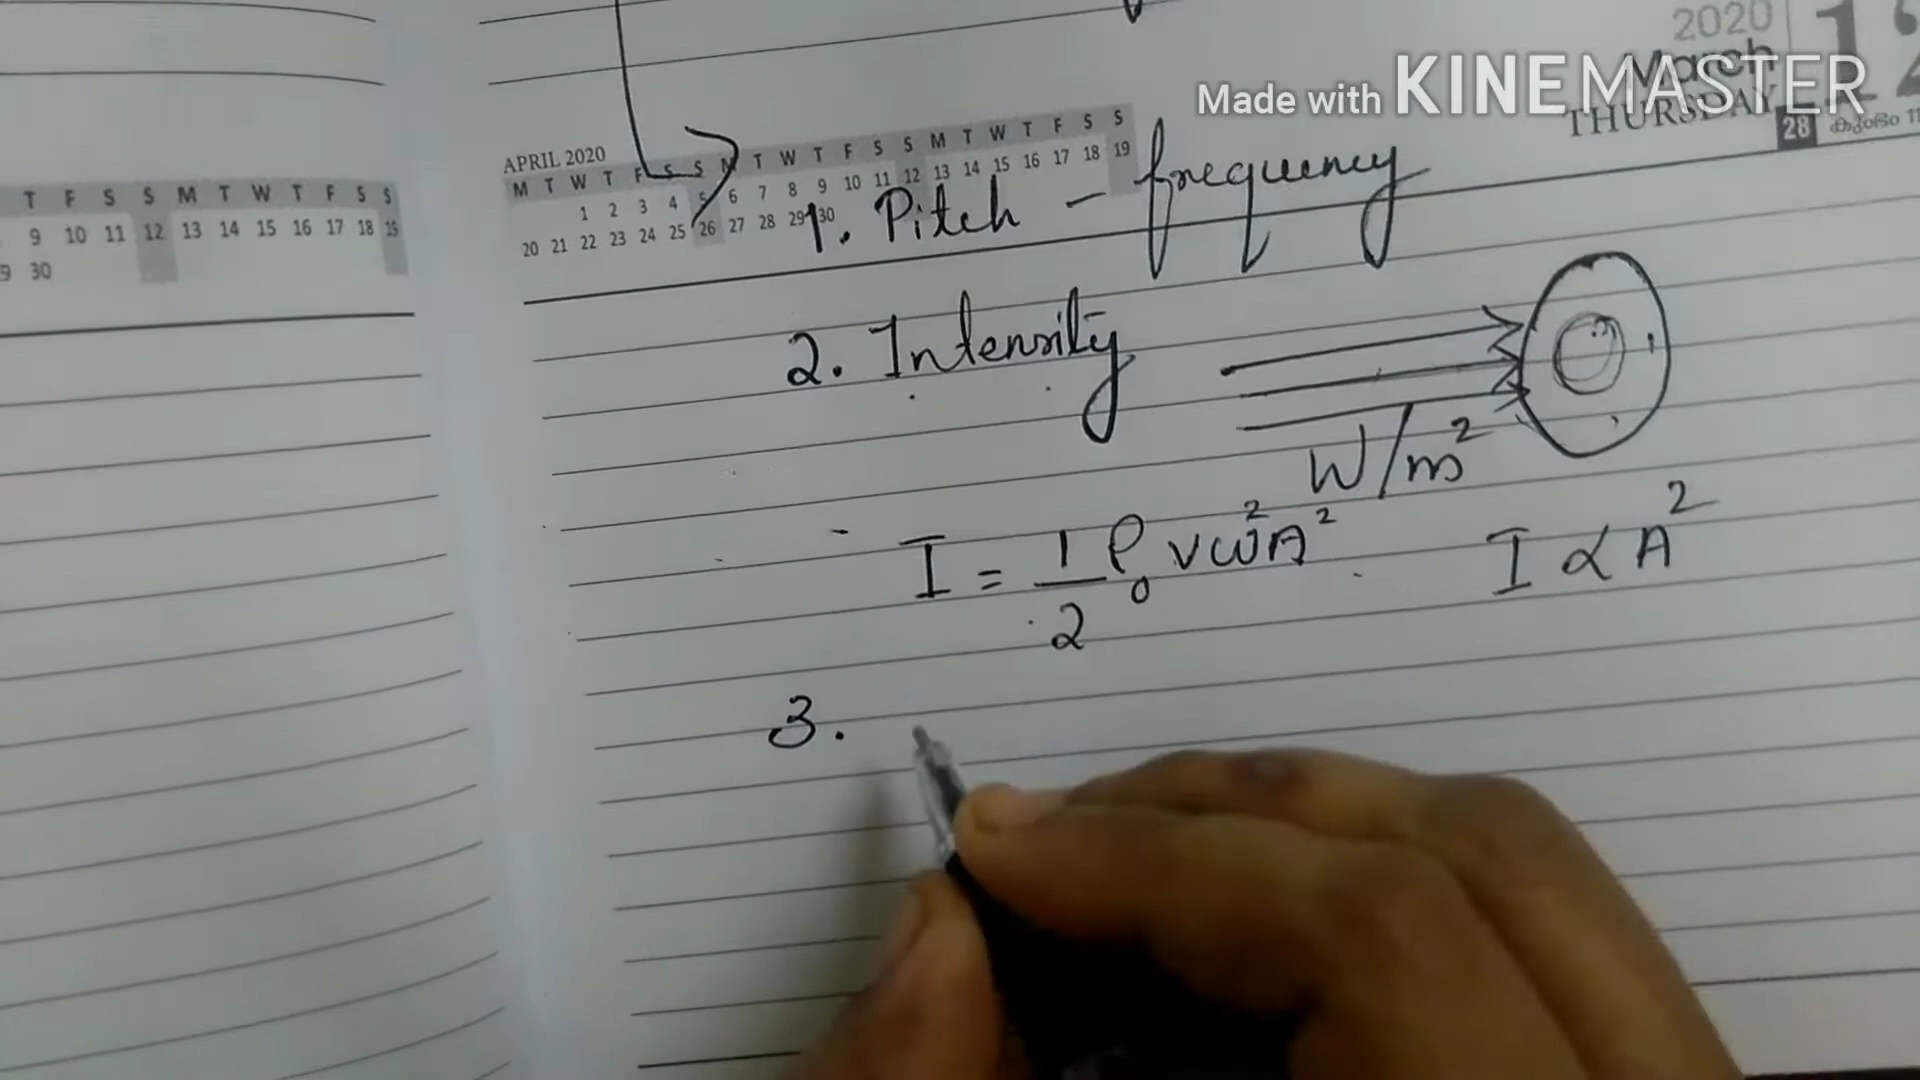 2020
Made with KINEMASTER
March 12
THURSDAY 28
APRIL 2020
M T W T F S S M T W T F S S M T W T F S S
1 2 3 4 5 6 7 8 9 10 11 12 13 14 15 16 17 18 19
20 21 22 23 24 25 26 27 28 29 30
T F S S M T W T F S S
9 10 11 12 13 14 15 16 17 18 19
30
1. Pitch - frequency
2. Intensity
W/m²
I = 1/2 ρ₀ v ω² A²
I ∝ A²
3.